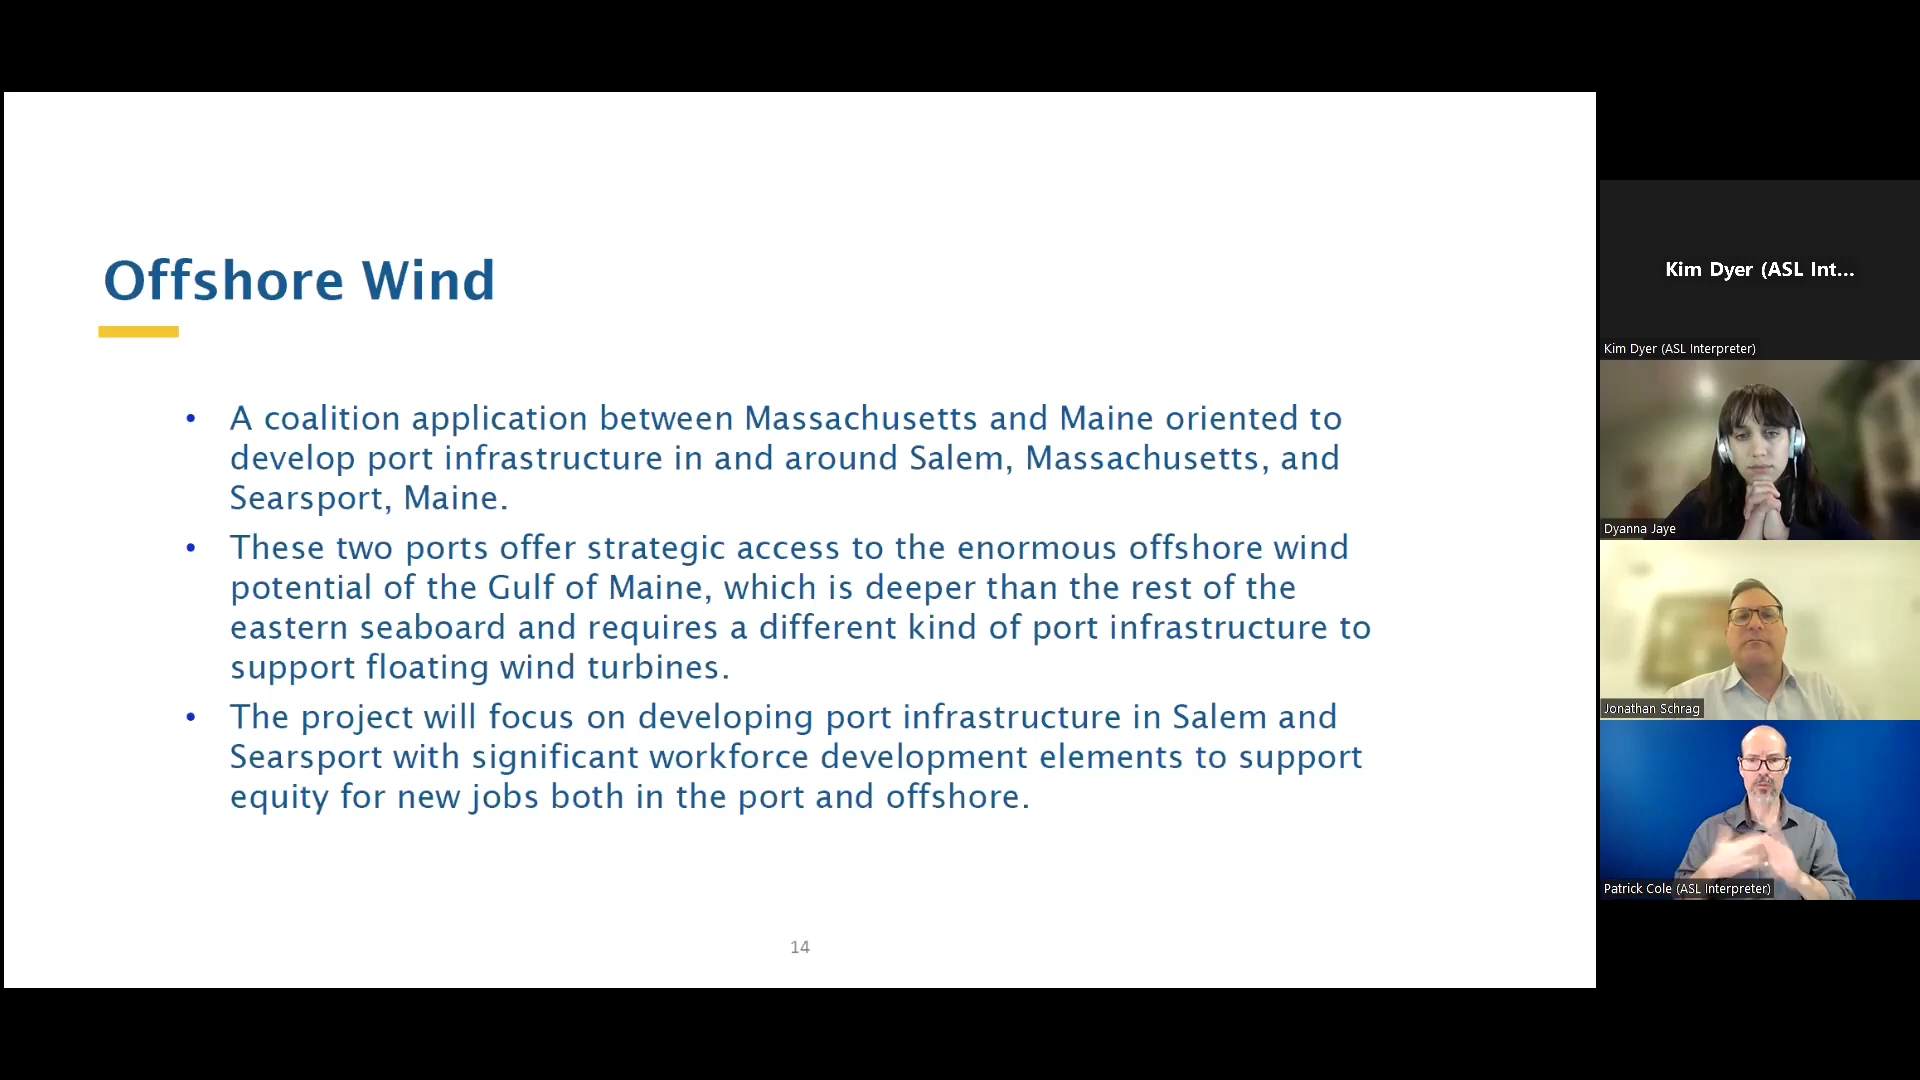 Offshore Wind
• A coalition application between Massachusetts and Maine oriented to
develop port infrastructure in and around Salem, Massachusetts, and
Searsport, Maine.
• These two ports offer strategic access to the enormous offshore wind
potential of the Gulf of Maine, which is deeper than the rest of the
eastern seaboard and requires a different kind of port infrastructure to
support floating wind turbines.
• The project will focus on developing port infrastructure in Salem and
Searsport with significant workforce development elements to support
equity for new jobs both in the port and offshore.
14
Kim Dyer (ASL Int...
Kim Dyer (ASL Interpreter)
Dyanna Jaye
Jonathan Schrag
Patrick Cole (ASL Interpreter)